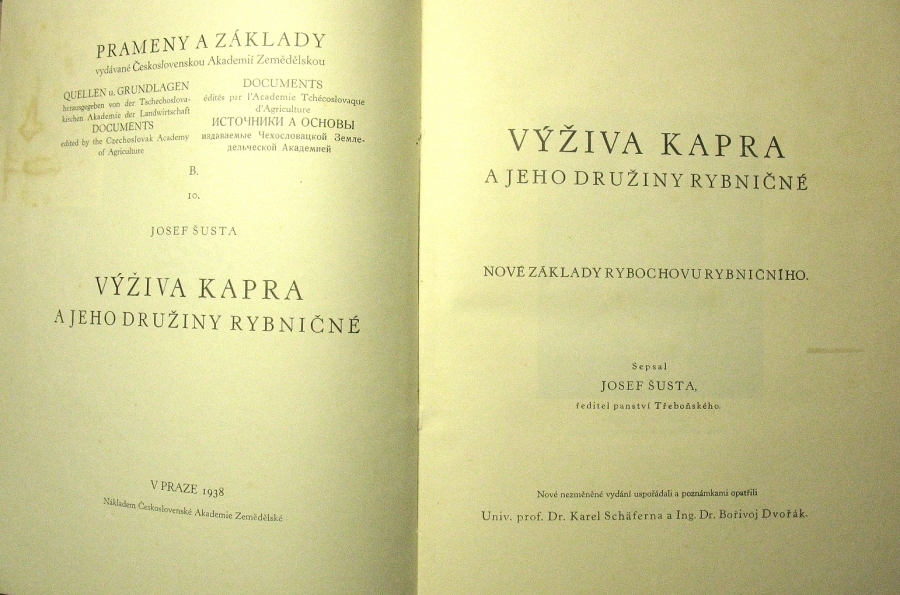 PRAMENY A ZÁKLADY
vydávané Československou Akademií Zemědělskou
QUELLEN u. GRUNDLAGEN
herausgegeben von der Tschechoslova-
kischen Akademie der Landwirtschaft
DOCUMENTS
edited by the Czechoslovak Academy
of Agriculture
DOCUMENTS
édités par l'Academie Tchécoslovaque
d'Agriculture
ИСТОЧНИКИ А ОСНОВЫ
издаваемые Чехословацкой Земле-
дельческой Академией
B.
10.
JOSEF ŠUSTA
VÝŽIVA KAPRA
A JEHO DRUŽINY RYBNIČNÉ
V PRAZE 1938
Nákladem Československé Akademie Zemědělské
VÝŽIVA KAPRA
A JEHO DRUŽINY RYBNIČNÉ
NOVÉ ZÁKLADY RYBOCHOVU RYBNIČNÍHO.
Sepsal
JOSEF ŠUSTA,
ředitel panství Třeboňského.
Nové nezměněné vydání uspořádali a poznámkami opatřili
Univ. prof. Dr. Karel Schäferna a Ing. Dr. Bořivoj Dvořák.